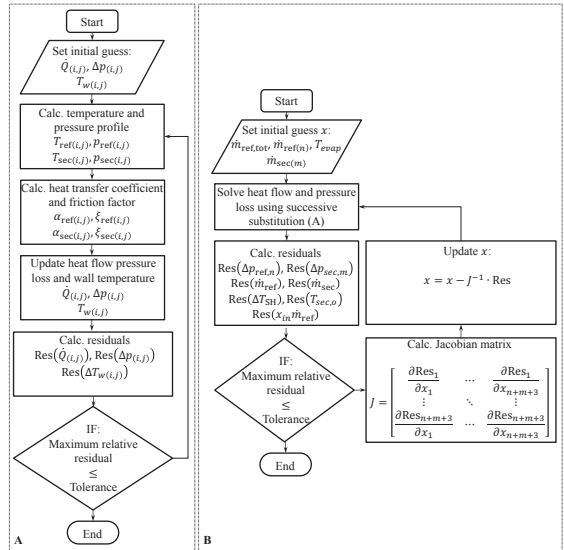 Start
Set initial guess:
Q̇(i,j), Δp(i,j)
Tw(i,j)
Calc. temperature and
pressure profile
Tref(i,j), pref(i,j)
Tsec(i,j), psec(i,j)
Calc. heat transfer coefficient
and friction factor
αref(i,j), ξref(i,j)
αsec(i,j), ξsec(i,j)
Update heat flow pressure
loss and wall temperature
Q̇(i,j), Δp(i,j)
Tw(i,j)
Calc. residuals
Res(Q̇(i,j)), Res(Δp(i,j))
Res(ΔTw(i,j))
IF:
Maximum relative
residual
≤
Tolerance
End
A
Start
Set initial guess x:
ṁref,tot, ṁref(n), Tevap
ṁsec(m)
Solve heat flow and pressure
loss using successive
substitution (A)
Calc. residuals
Res(Δpref,n), Res(Δpsec,m)
Res(ṁref), Res(ṁsec)
Res(ΔTSH), Res(Tsec,o)
Res(xinṁref)
IF:
Maximum relative
residual
≤
Tolerance
End
Update x:
x = x − J⁻¹ · Res
Calc. Jacobian matrix
J = [∂Res1/∂x1 ⋯ ∂Res1/∂xn+m+3
⋮ ⋱ ⋮
∂Resn+m+3/∂x1 ⋯ ∂Resn+m+3/∂xn+m+3]
B